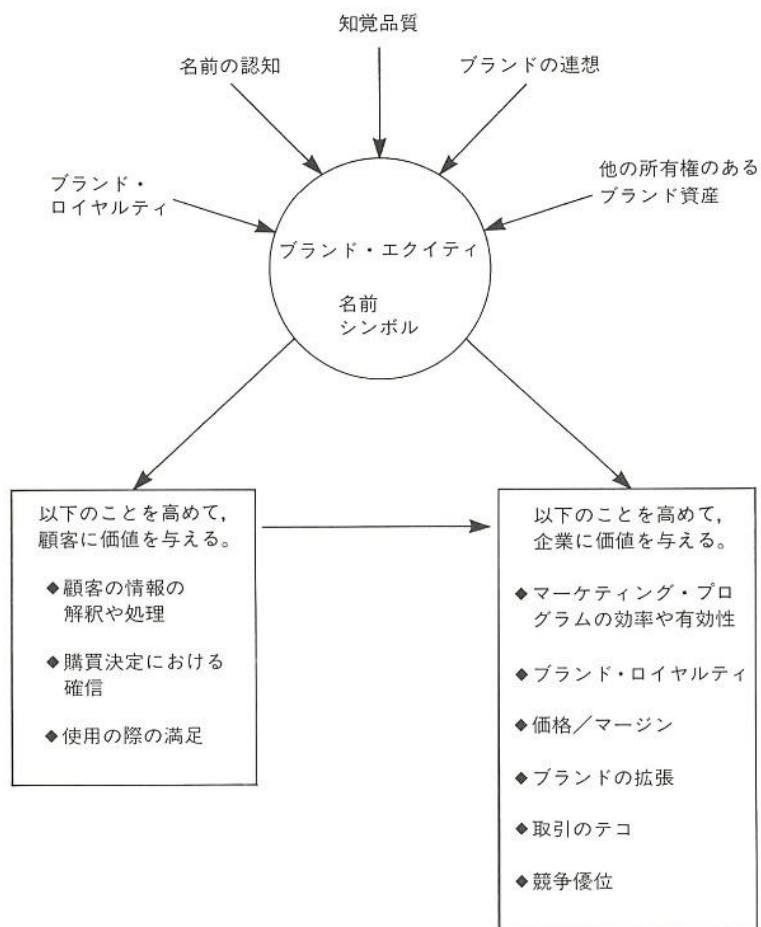 知覚品質
名前の認知
ブランドの連想
ブランド・
ロイヤルティ
他の所有権のある
ブランド資産
ブランド・エクイティ
名前
シンボル
以下のことを高めて,
顧客に価値を与える。
◆顧客の情報の
解釈や処理
◆購買決定における
確信
◆使用の際の満足
以下のことを高めて,
企業に価値を与える。
◆マーケティング・プロ
グラムの効率や有効性
◆ブランド・ロイヤルティ
◆価格／マージン
◆ブランドの拡張
◆取引のテコ
◆競争優位